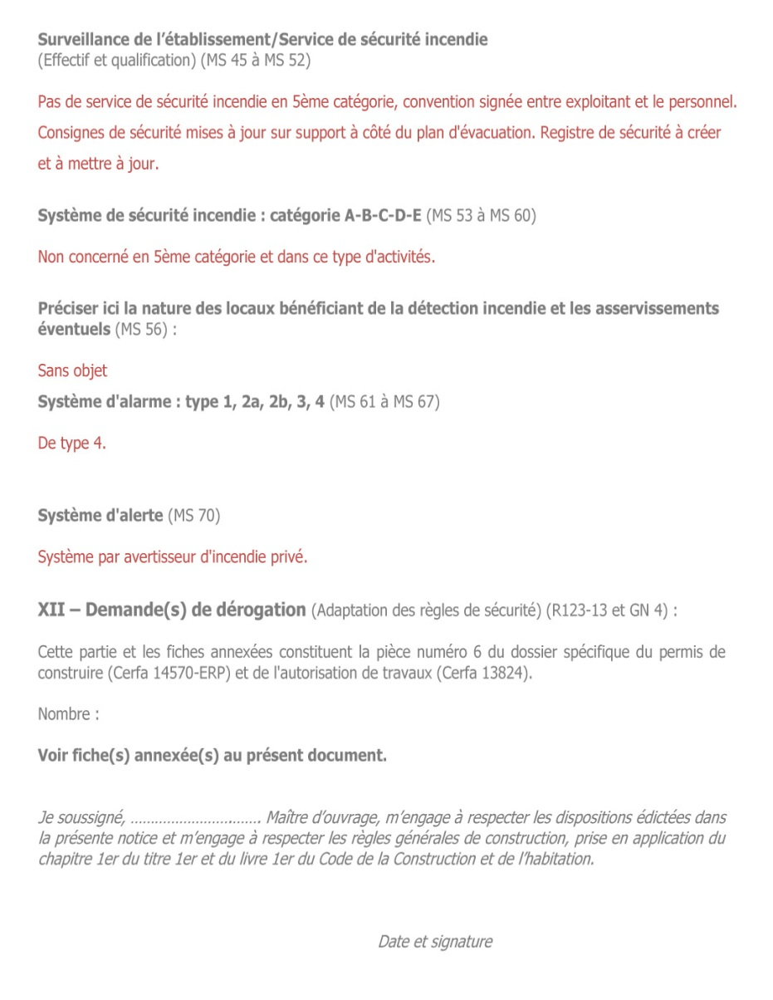 Surveillance de l’établissement/Service de sécurité incendie
(Effectif et qualification) (MS 45 à MS 52)
Pas de service de sécurité incendie en 5ème catégorie, convention signée entre exploitant et le personnel.
Consignes de sécurité mises à jour sur support à côté du plan d'évacuation. Registre de sécurité à créer
et à mettre à jour.
Système de sécurité incendie : catégorie A-B-C-D-E (MS 53 à MS 60)
Non concerné en 5ème catégorie et dans ce type d'activités.
Préciser ici la nature des locaux bénéficiant de la détection incendie et les asservissements
éventuels (MS 56) :
Sans objet
Système d'alarme : type 1, 2a, 2b, 3, 4 (MS 61 à MS 67)
De type 4.
Système d'alerte (MS 70)
Système par avertisseur d'incendie privé.
XII – Demande(s) de dérogation (Adaptation des règles de sécurité) (R123-13 et GN 4) :
Cette partie et les fiches annexées constituent la pièce numéro 6 du dossier spécifique du permis de
construire (Cerfa 14570-ERP) et de l'autorisation de travaux (Cerfa 13824).
Nombre :
Voir fiche(s) annexée(s) au présent document.
Je soussigné, …………………….……. Maître d’ouvrage, m’engage à respecter les dispositions édictées dans
la présente notice et m’engage à respecter les règles générales de construction, prise en application du
chapitre 1er du titre 1er et du livre 1er du Code de la Construction et de l’habitation.
Date et signature